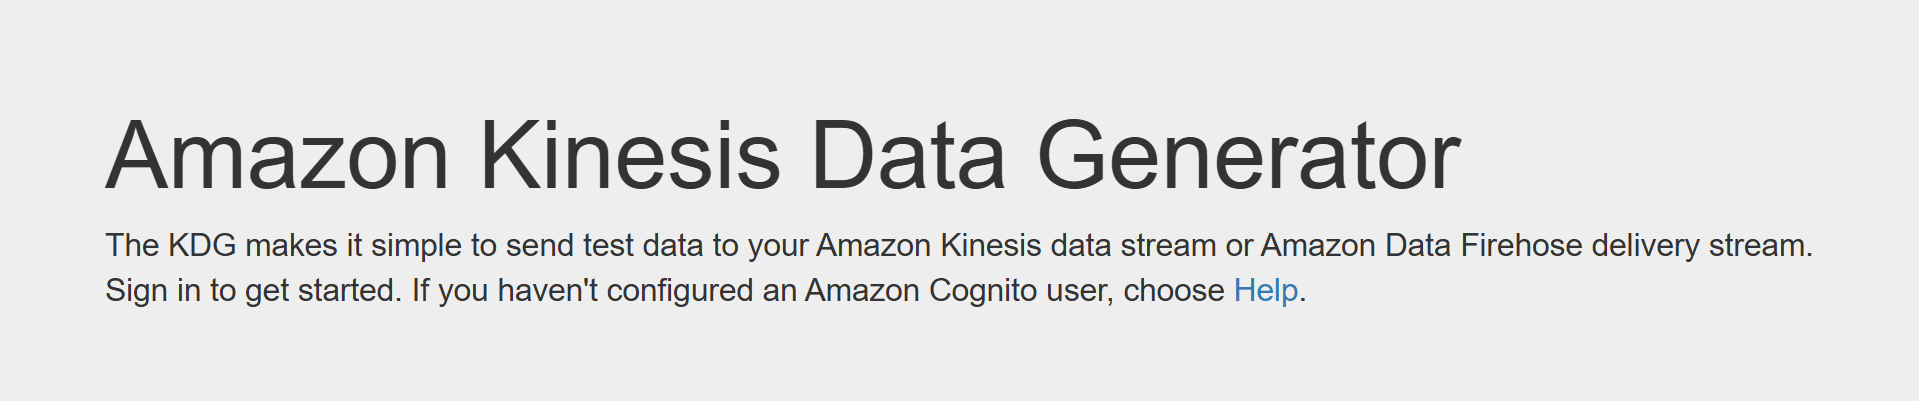 Amazon Kinesis Data Generator
The KDG makes it simple to send test data to your Amazon Kinesis data stream or Amazon Data Firehose delivery stream.
Sign in to get started. If you haven't configured an Amazon Cognito user, choose Help.